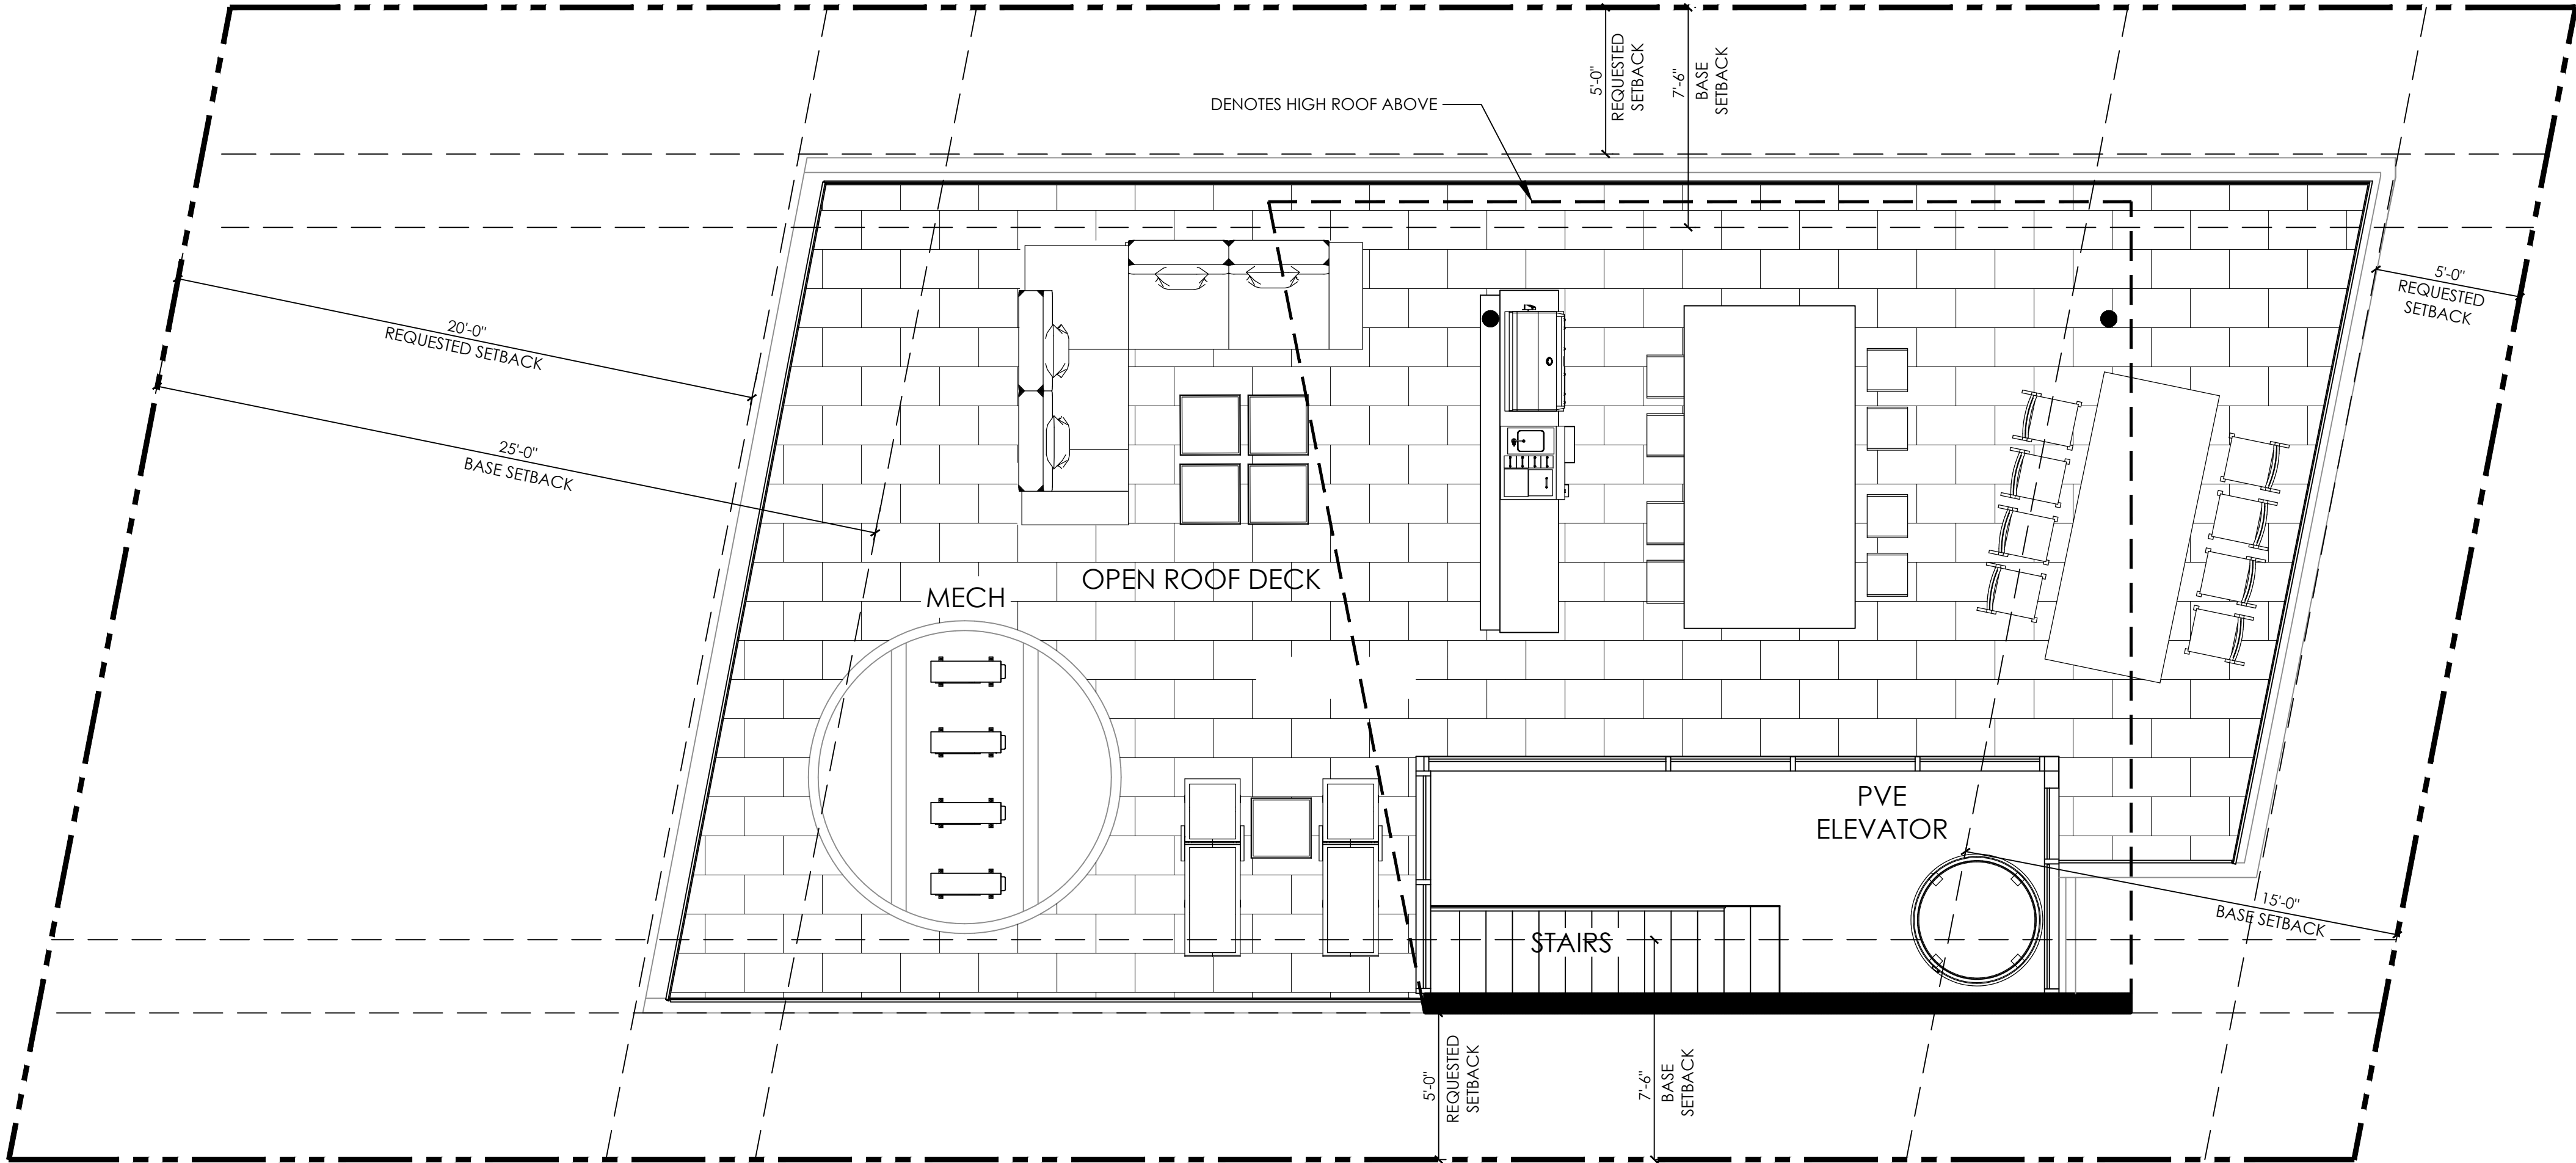 5'-0"
REQUESTED
SETBACK
7'-6"
BASE
SETBACK
DENOTES HIGH ROOF ABOVE
5'-0"
REQUESTED
SETBACK
20'-0"
REQUESTED SETBACK
25'-0"
BASE SETBACK
OPEN ROOF DECK
MECH
PVE
ELEVATOR
15'-0"
BASE SETBACK
STAIRS
5'-0"
REQUESTED
SETBACK
7'-6"
BASE
SETBACK